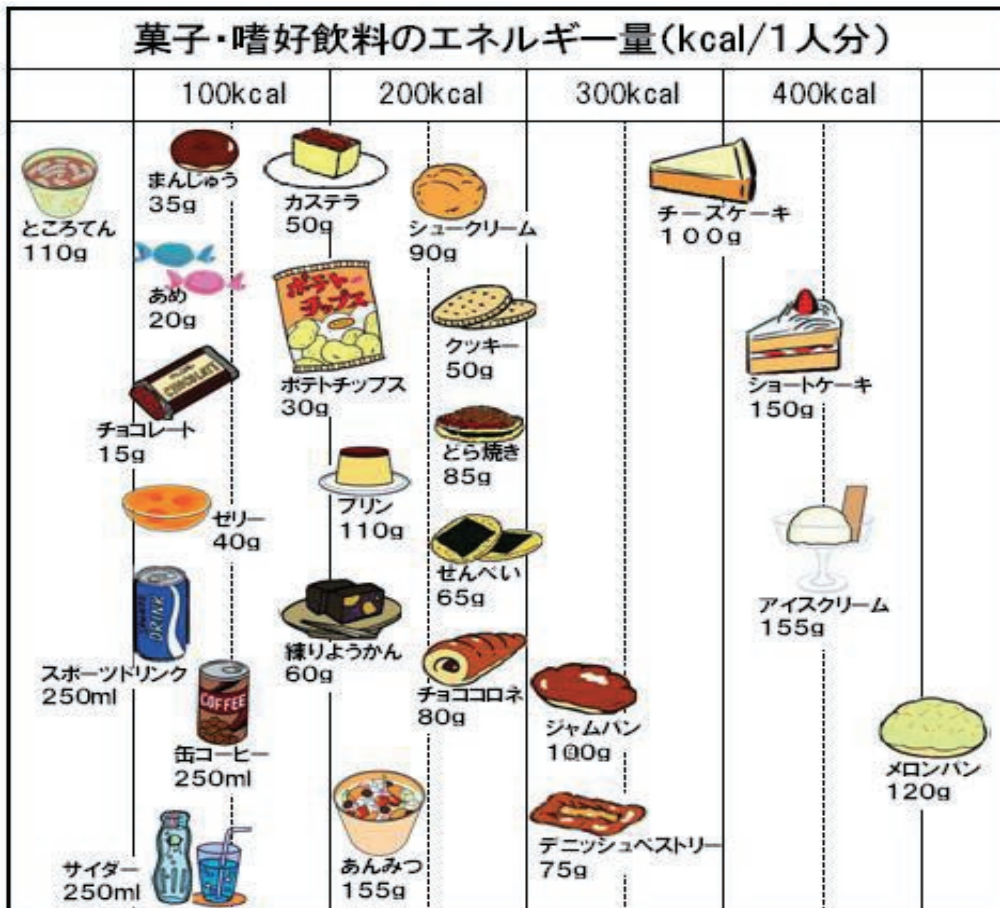 菓子・嗜好飲料のエネルギー量(kcal/1人分)
100kcal
200kcal
300kcal
400kcal
ところてん
110g
まんじゅう
35g
カステラ
50g
シュークリーム
90g
チーズケーキ
100g
あめ
20g
ポテト
チップス
ポテトチップス
30g
クッキー
50g
ショートケーキ
150g
CHOCOLATE
チョコレート
15g
どら焼き
85g
プリン
110g
ゼリー
40g
せんべい
65g
アイスクリーム
155g
DRINK
スポーツドリンク
250ml
練りようかん
60g
チョココロネ
80g
COFFEE
缶コーヒー
250ml
ジャムパン
100g
メロンパン
120g
サイダー
250ml
あんみつ
155g
デニッシュペストリー
75g